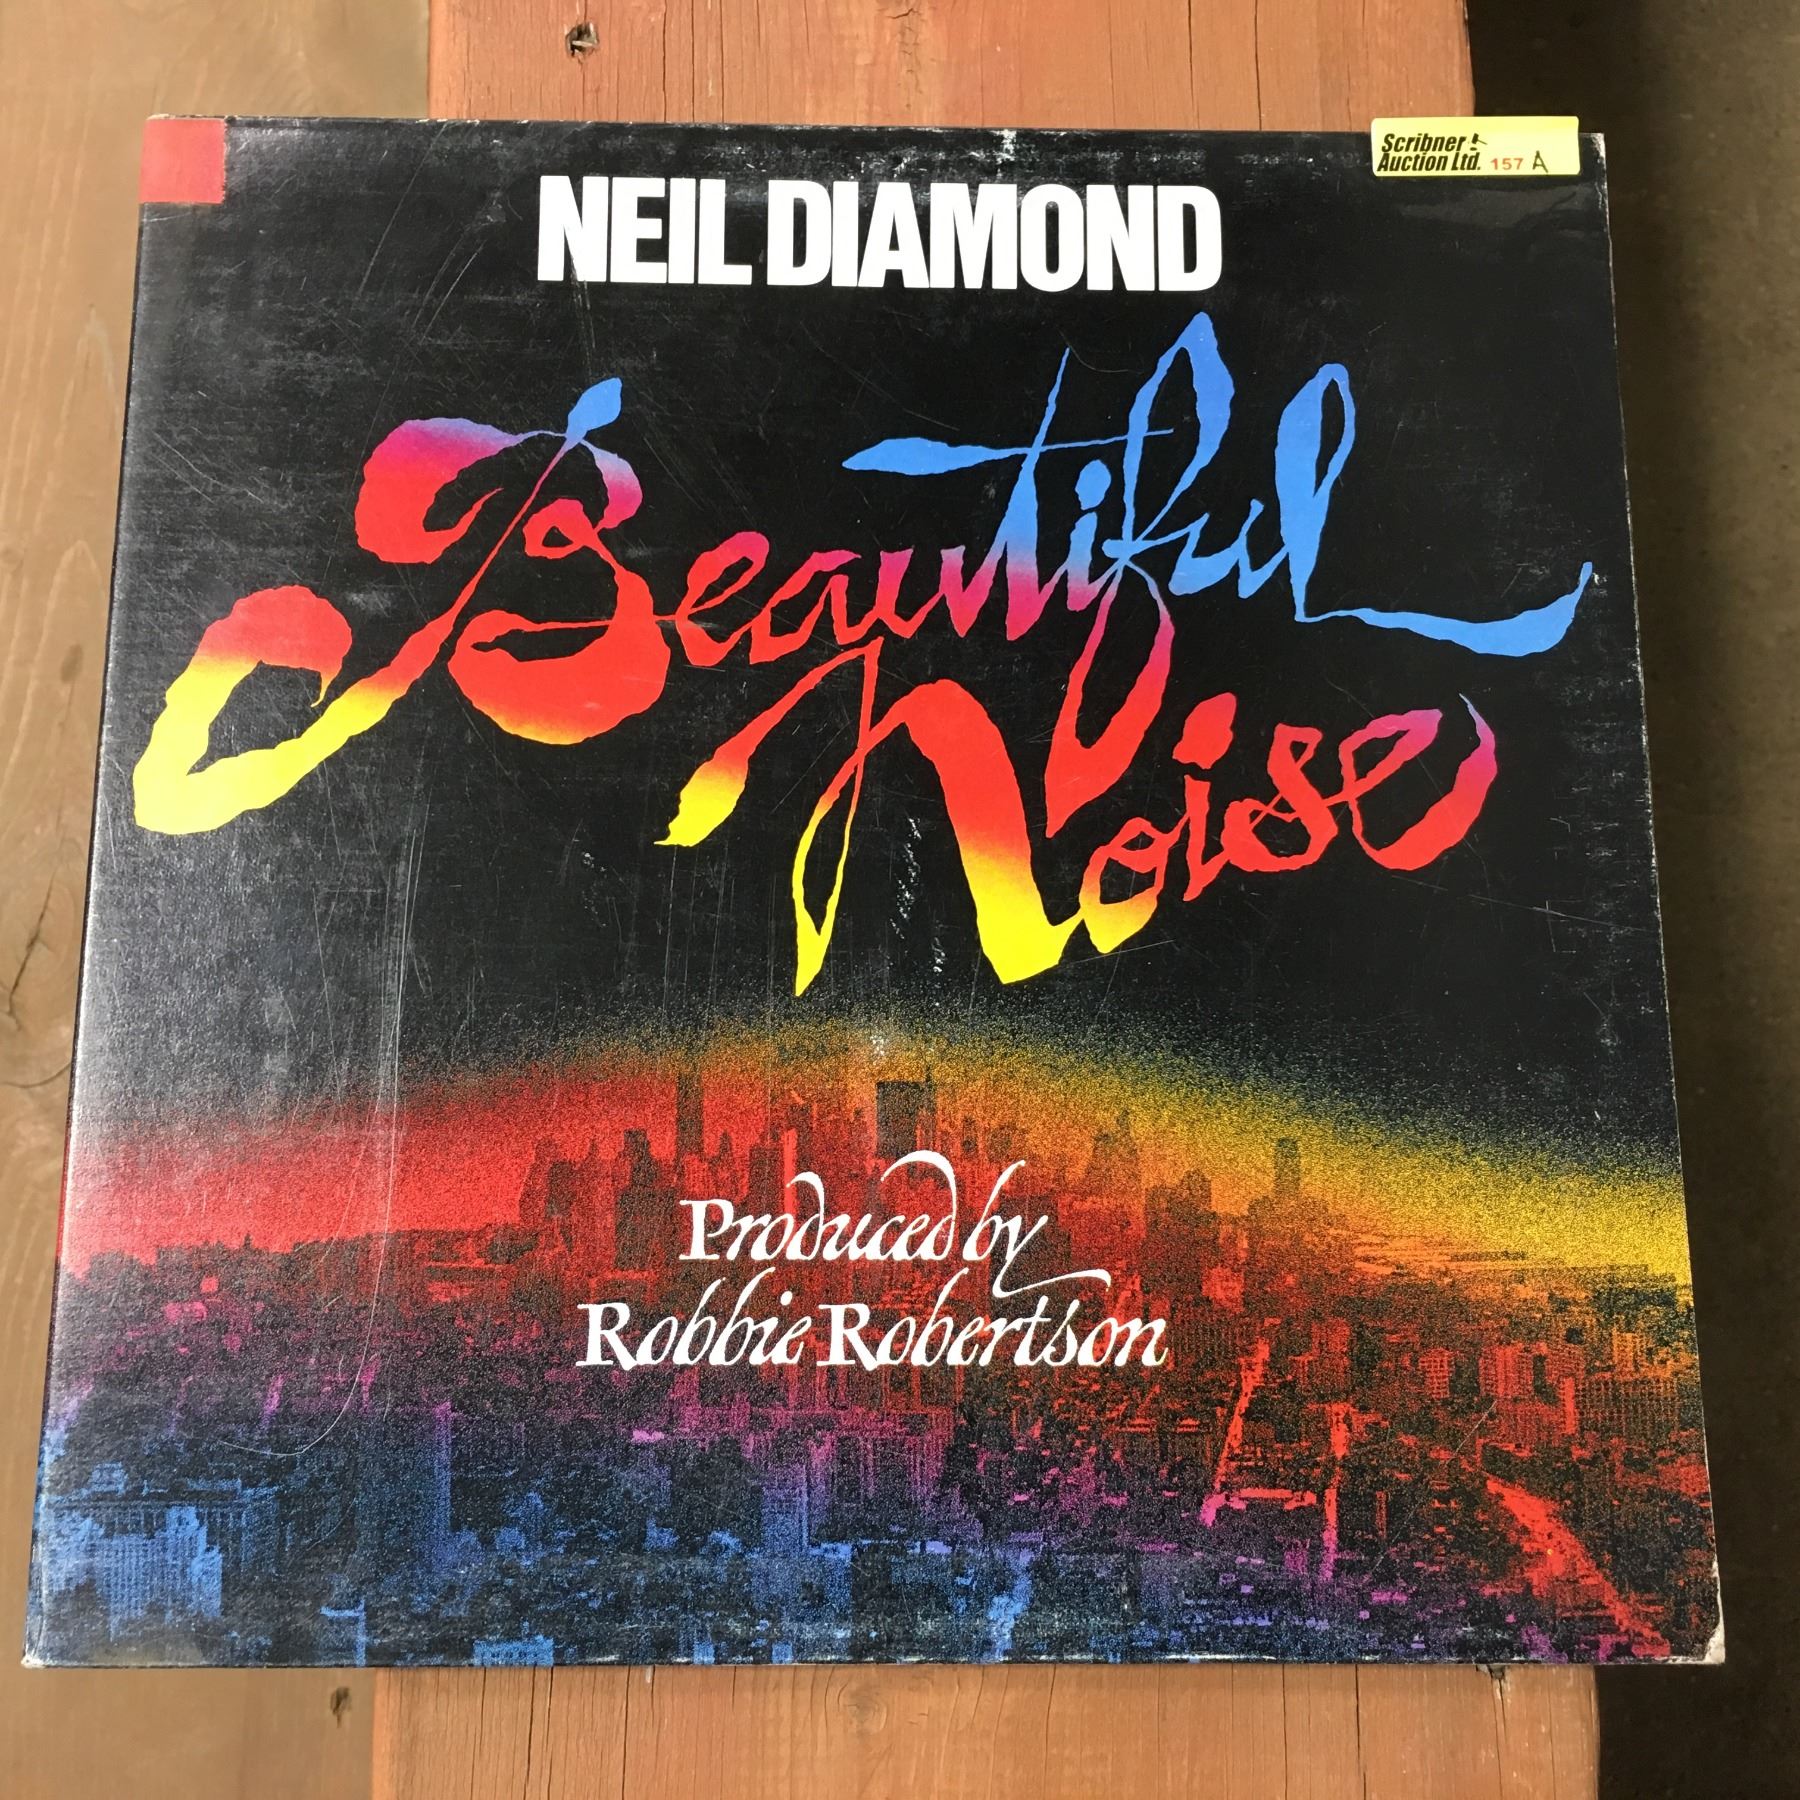 Scribner
Auction Ltd. 157 A
NEIL DIAMOND
Beautiful
Noise
Produced by
Robbie Robertson